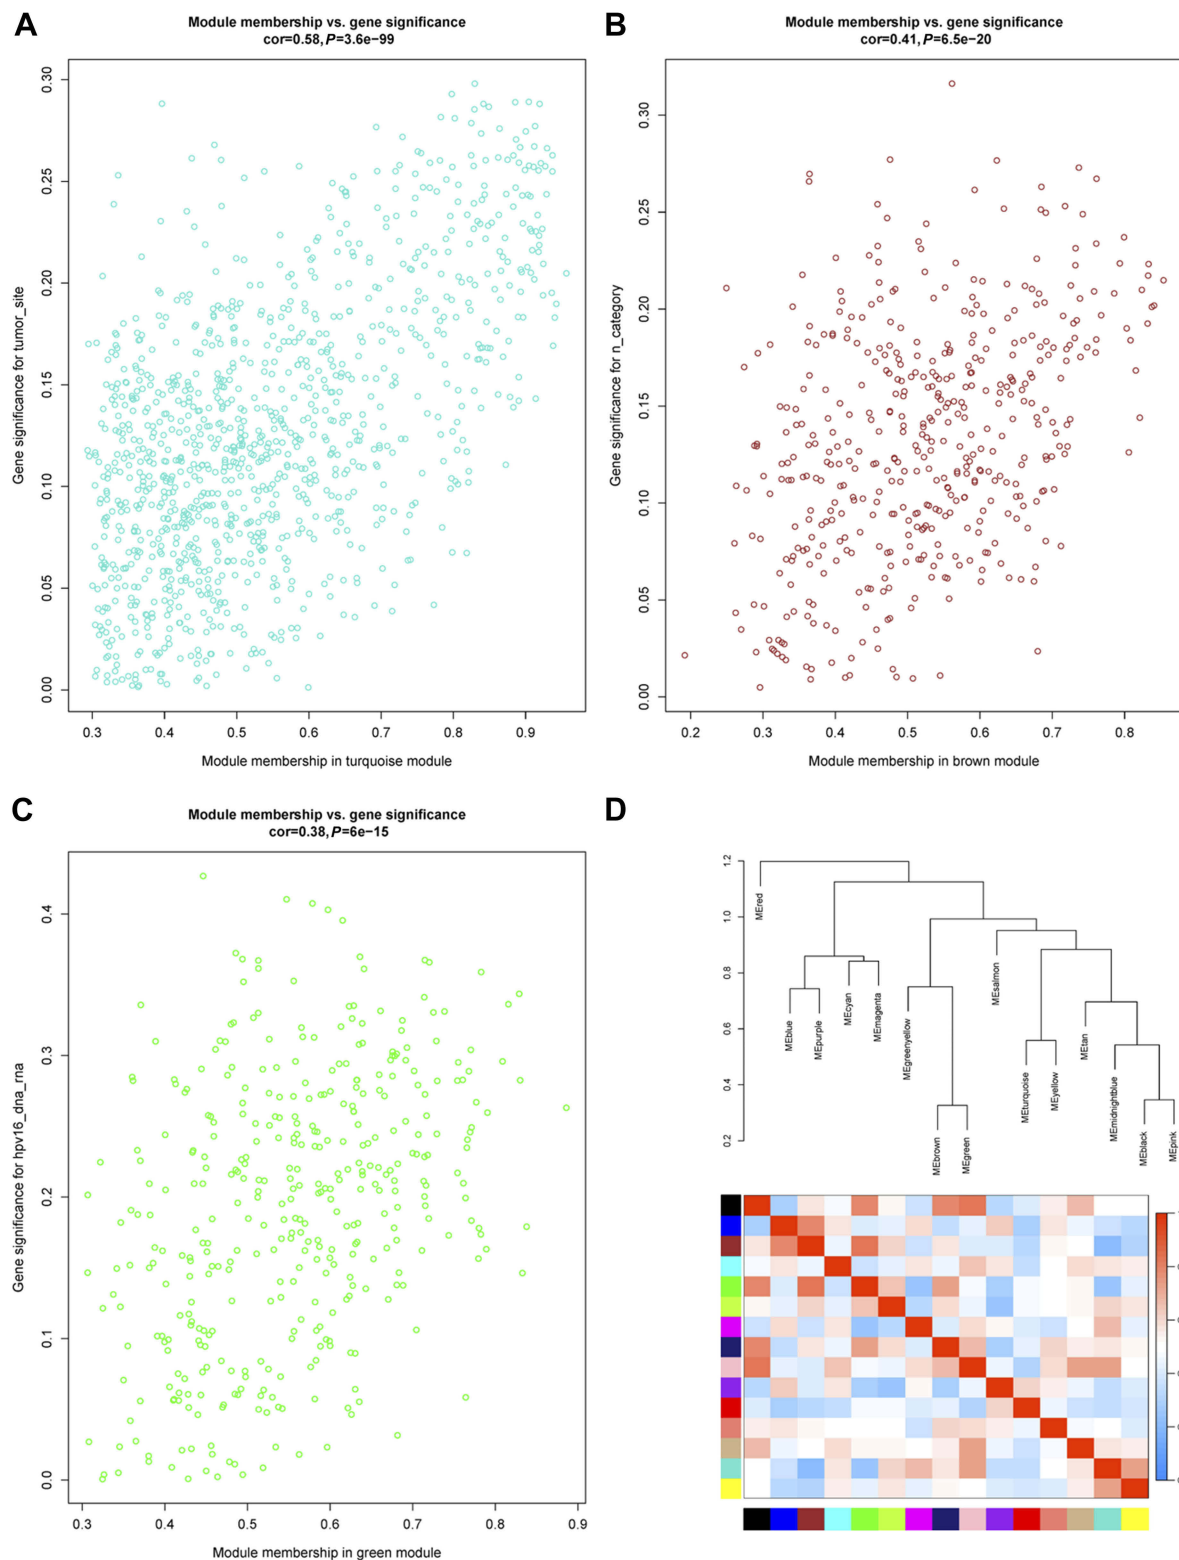 A
Module membership vs. gene significance
cor=0.58, P=3.6e−99
Gene significance for tumor_site
0.30
0.25
0.20
0.15
0.10
0.05
0.00
0.3 0.4 0.5 0.6 0.7 0.8 0.9
Module membership in turquoise module
B
Module membership vs. gene significance
cor=0.41, P=6.5e−20
Gene significance for n_category
0.30
0.25
0.20
0.15
0.10
0.05
0.00
0.2 0.3 0.4 0.5 0.6 0.7 0.8
Module membership in brown module
C
Module membership vs. gene significance
cor=0.38, P=6e−15
Gene significance for hpv16_dna_rna
0.4
0.3
0.2
0.1
0.0
0.3 0.4 0.5 0.6 0.7 0.8 0.9
Module membership in green module
D
1.2
1.0
0.8
0.6
0.4
0.2
MEred
MEblue
MEpurple
MEcyan
MEmagenta
MEgreenyellow
MEbrown
MEgreen
MEsalmon
MEturquoise
MEyellow
MEtan
MEmidnightblue
MEblack
MEpink